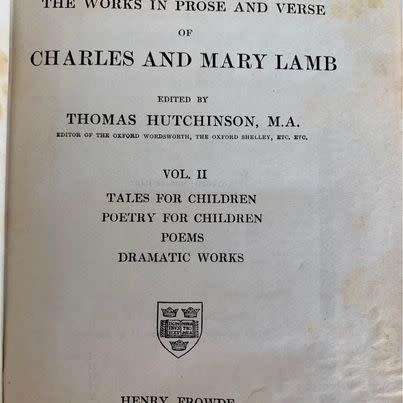 THE WORKS IN PROSE AND VERSE
OF
CHARLES AND MARY LAMB
EDITED BY
THOMAS HUTCHINSON, M.A.
EDITOR OF THE OXFORD WORDSWORTH, THE OXFORD SHELLEY, ETC. ETC.
VOL. II
TALES FOR CHILDREN
POETRY FOR CHILDREN
POEMS
DRAMATIC WORKS
HENRY FROWDE